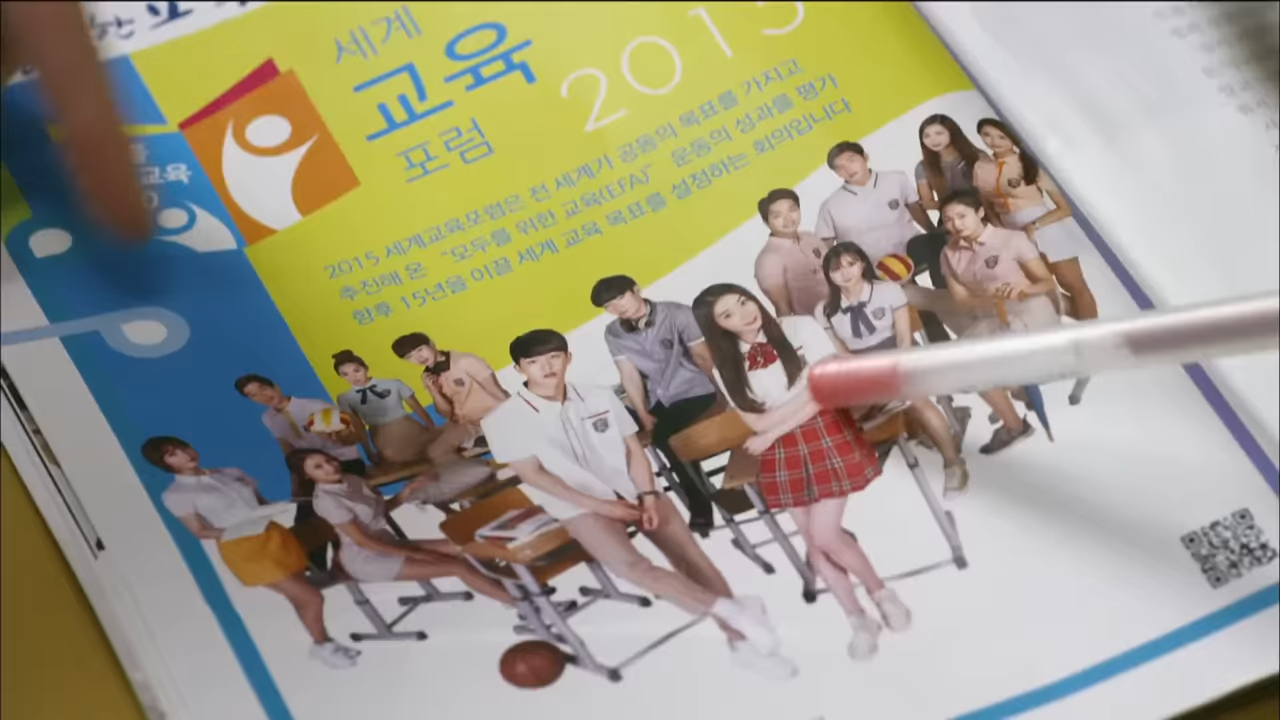 세계
교육
포럼
2015
2015 세계교육포럼은 전 세계가 공동의 목표를 가지고
추진해 온 "모두를 위한 교육(EFA)" 운동의 성과를 평가
향후 15년을 이끌 세계 교육 목표를 설정하는 회의입니다
교육